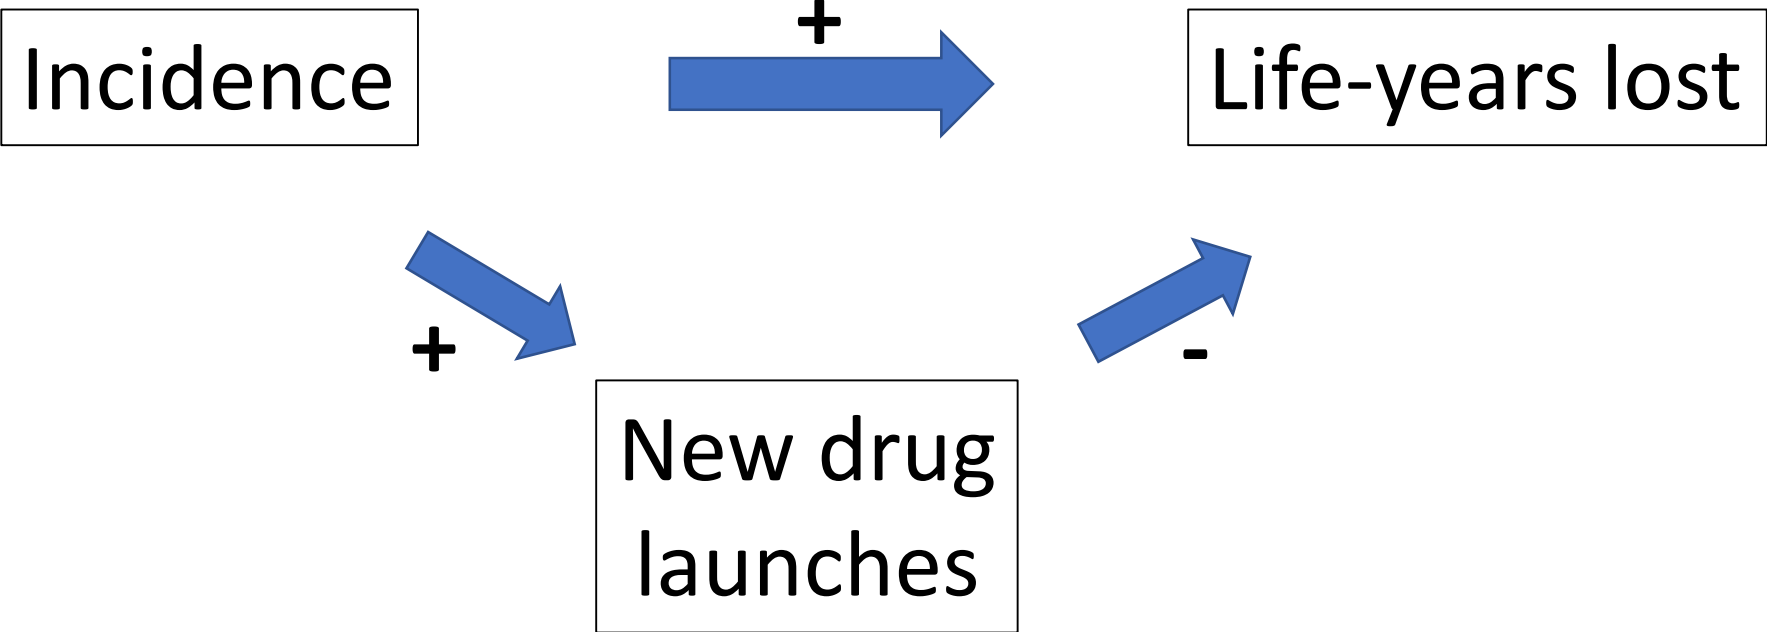 +
Incidence
Life-years lost
+
-
New drug
launches